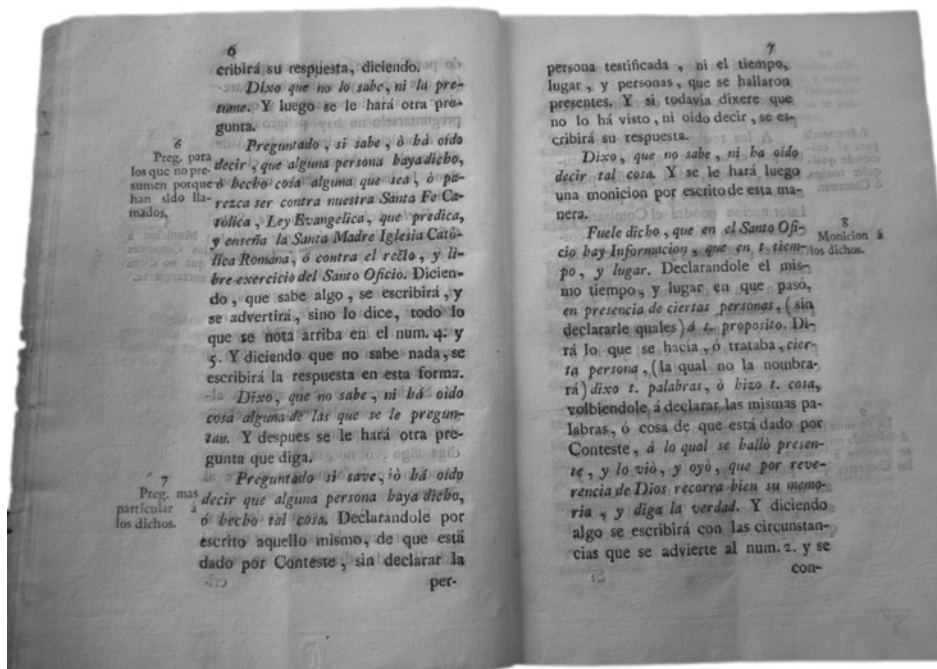 6
cribirá su respuesta, diciendo.
Dixo que no lo sabe, ni la pre-
sume. Y luego se le hará otra pre-
gunta.
6
Preg. para
los que no pre-
sumen porque
han sido lla-
mados.
Preguntado, si sabe, ò há oído
decir, que alguna persona haya dicho,
ò hecho cosa alguna que sea, ò pa-
rezca ser contra nuestra Santa Fe Ca-
tòlica, Ley Evangelica, que predica,
y enseña la Santa Madre Iglesia Catò-
lica Romana, ó contra el recto, y li-
bre exercicio del Santo Oficio. Dicien-
do, que sabe algo, se escribirá, y
se advertirá, sino lo dice, todo lo
que se nota arriba en el num. 4. y
5. Y diciendo que no sabe nada, se
escribirá la respuesta en esta forma.
Dixo, que no sabe, ni há oìdo
cosa alguna de las que se le pregun-
tan. Y despues se le hará otra pre-
gunta que diga.
7
Preg. mas
particular á
los dichos.
Preguntado si save, ò há oído
decir que alguna persona haya dicho,
ó hecho tal cosa. Declarandole por
escrito aquello mismo, de que está
dado por Conteste, sin declarar la
per-
7
persona testificada, ni el tiempo,
lugar, y personas, que se hallaron
presentes. Y si todavía dixere que
no lo há visto, ni oído decir, se es-
cribirá su respuesta.
Dixo, que no sabe, ni ha oído
decir tal cosa. Y se le hará luego
una monicion por escrito de esta ma-
nera.
8
Monicion á
los dichos.
Fuele dicho, que en el Santo Ofi-
cio hay Informacion, que en t. tiem-
po, y lugar. Declarandole el mis-
mo tiempo, y lugar en que pasó,
en presencia de ciertas personas, (sin
declararle quales) á t. proposito. Di-
rá lo que se hacía, ó trataba, cier-
ta persona, (la qual no la nombra-
rá) dixo t. palabras, ò hizo t. cosa,
volbiendole á declarar las mismas pa-
labras, ó cosa de que está dado por
Conteste, à lo qual se hallò presen-
te, y lo viò, y oyò, que por reve-
rencia de Dios recorra bien su memo-
ria, y diga la verdad. Y diciendo
algo se escribirá con las circunstan-
cias que se advierte al num. 2. y se
con-